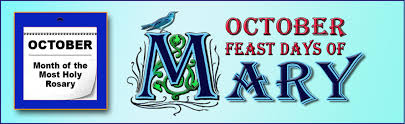 OCTOBER
Month of the
Most Holy
Rosary
OCTOBER
FEAST DAYS OF
MARY